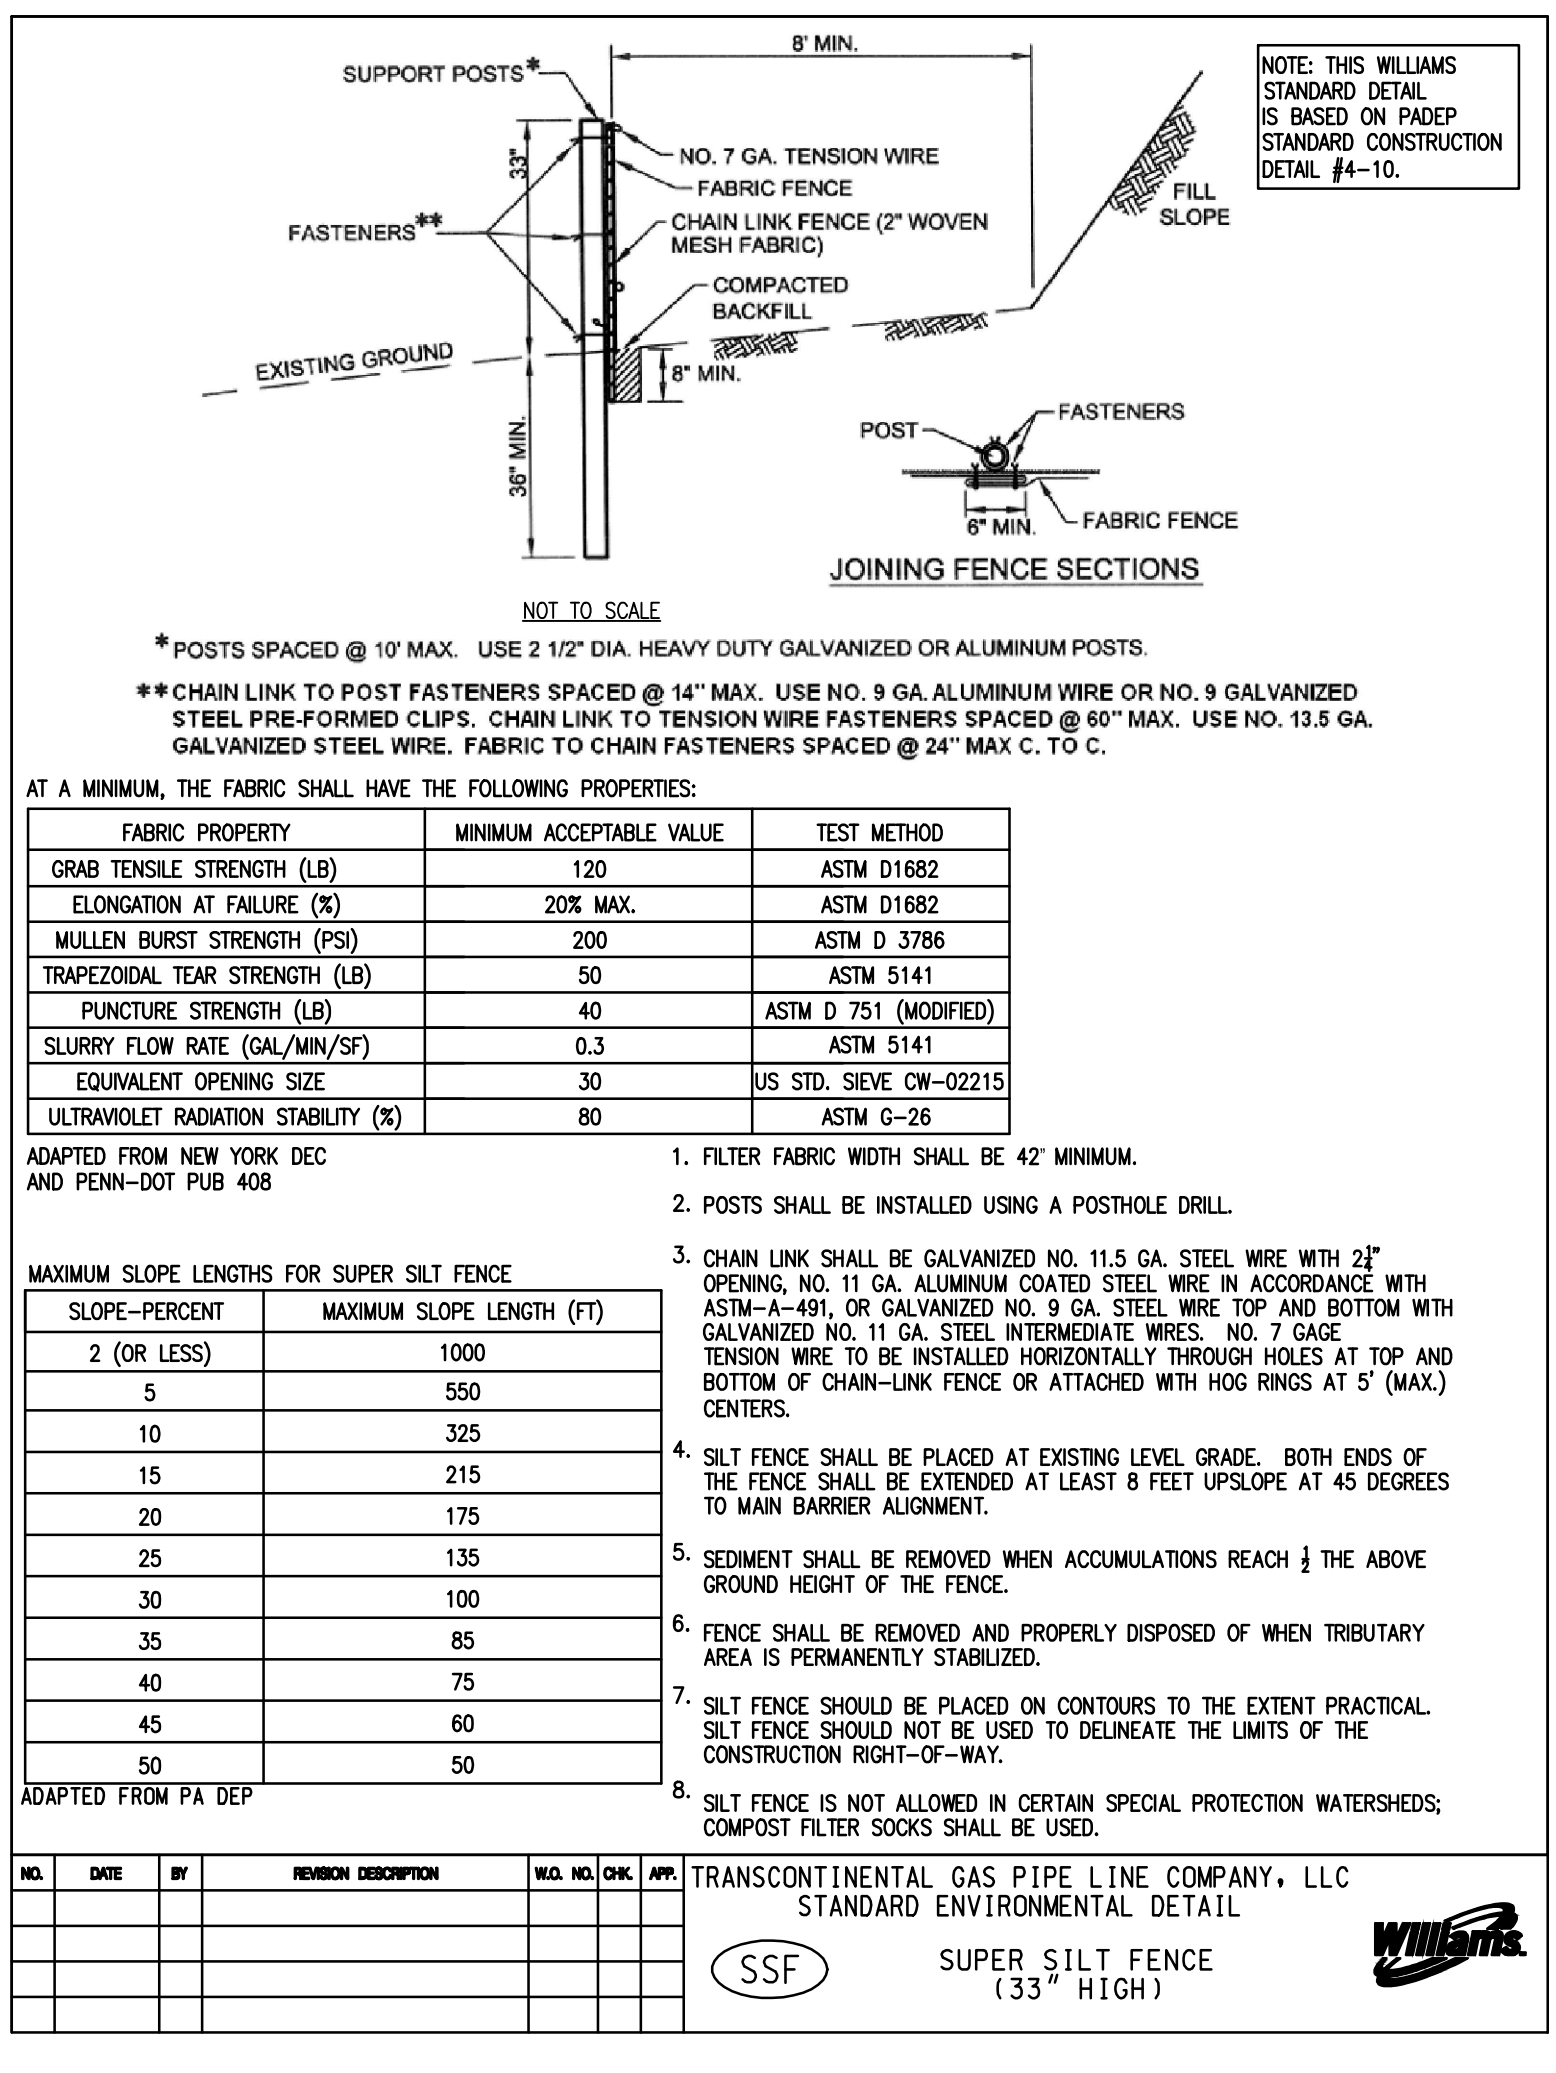 8' MIN.
SUPPORT POSTS*
NOTE: THIS WILLIAMS
STANDARD DETAIL
IS BASED ON PADEP
STANDARD CONSTRUCTION
DETAIL #4-10.
33"
NO. 7 GA. TENSION WIRE
FABRIC FENCE
FILL
SLOPE
FASTENERS**
CHAIN LINK FENCE (2" WOVEN
MESH FABRIC)
COMPACTED
BACKFILL
EXISTING GROUND
8" MIN.
36" MIN.
POST
FASTENERS
6" MIN.
FABRIC FENCE
JOINING FENCE SECTIONS
NOT TO SCALE
*POSTS SPACED @ 10' MAX. USE 2 1/2" DIA. HEAVY DUTY GALVANIZED OR ALUMINUM POSTS.
**CHAIN LINK TO POST FASTENERS SPACED @ 14" MAX. USE NO. 9 GA. ALUMINUM WIRE OR NO. 9 GALVANIZED
STEEL PRE-FORMED CLIPS. CHAIN LINK TO TENSION WIRE FASTENERS SPACED @ 60" MAX. USE NO. 13.5 GA.
GALVANIZED STEEL WIRE. FABRIC TO CHAIN FASTENERS SPACED @ 24" MAX C. TO C.
AT A MINIMUM, THE FABRIC SHALL HAVE THE FOLLOWING PROPERTIES:
FABRIC PROPERTY MINIMUM ACCEPTABLE VALUE TEST METHOD
GRAB TENSILE STRENGTH (LB) 120 ASTM D1682
ELONGATION AT FAILURE (%) 20% MAX. ASTM D1682
MULLEN BURST STRENGTH (PSI) 200 ASTM D 3786
TRAPEZOIDAL TEAR STRENGTH (LB) 50 ASTM 5141
PUNCTURE STRENGTH (LB) 40 ASTM D 751 (MODIFIED)
SLURRY FLOW RATE (GAL/MIN/SF) 0.3 ASTM 5141
EQUIVALENT OPENING SIZE 30 US STD. SIEVE CW-02215
ULTRAVIOLET RADIATION STABILITY (%) 80 ASTM G-26
ADAPTED FROM NEW YORK DEC
AND PENN-DOT PUB 408
MAXIMUM SLOPE LENGTHS FOR SUPER SILT FENCE
SLOPE-PERCENT MAXIMUM SLOPE LENGTH (FT)
2 (OR LESS) 1000
5 550
10 325
15 215
20 175
25 135
30 100
35 85
40 75
45 60
50 50
ADAPTED FROM PA DEP
1. FILTER FABRIC WIDTH SHALL BE 42" MINIMUM.
2. POSTS SHALL BE INSTALLED USING A POSTHOLE DRILL.
3. CHAIN LINK SHALL BE GALVANIZED NO. 11.5 GA. STEEL WIRE WITH 2¼"
OPENING, NO. 11 GA. ALUMINUM COATED STEEL WIRE IN ACCORDANCE WITH
ASTM-A-491, OR GALVANIZED NO. 9 GA. STEEL WIRE TOP AND BOTTOM WITH
GALVANIZED NO. 11 GA. STEEL INTERMEDIATE WIRES. NO. 7 GAGE
TENSION WIRE TO BE INSTALLED HORIZONTALLY THROUGH HOLES AT TOP AND
BOTTOM OF CHAIN-LINK FENCE OR ATTACHED WITH HOG RINGS AT 5' (MAX.)
CENTERS.
4. SILT FENCE SHALL BE PLACED AT EXISTING LEVEL GRADE. BOTH ENDS OF
THE FENCE SHALL BE EXTENDED AT LEAST 8 FEET UPSLOPE AT 45 DEGREES
TO MAIN BARRIER ALIGNMENT.
5. SEDIMENT SHALL BE REMOVED WHEN ACCUMULATIONS REACH ½ THE ABOVE
GROUND HEIGHT OF THE FENCE.
6. FENCE SHALL BE REMOVED AND PROPERLY DISPOSED OF WHEN TRIBUTARY
AREA IS PERMANENTLY STABILIZED.
7. SILT FENCE SHOULD BE PLACED ON CONTOURS TO THE EXTENT PRACTICAL.
SILT FENCE SHOULD NOT BE USED TO DELINEATE THE LIMITS OF THE
CONSTRUCTION RIGHT-OF-WAY.
8. SILT FENCE IS NOT ALLOWED IN CERTAIN SPECIAL PROTECTION WATERSHEDS;
COMPOST FILTER SOCKS SHALL BE USED.
NO. DATE BY REVISION DESCRIPTION W.O. NO. CHK. APP.
TRANSCONTINENTAL GAS PIPE LINE COMPANY, LLC
STANDARD ENVIRONMENTAL DETAIL
SSF
SUPER SILT FENCE
(33" HIGH)
Williams.